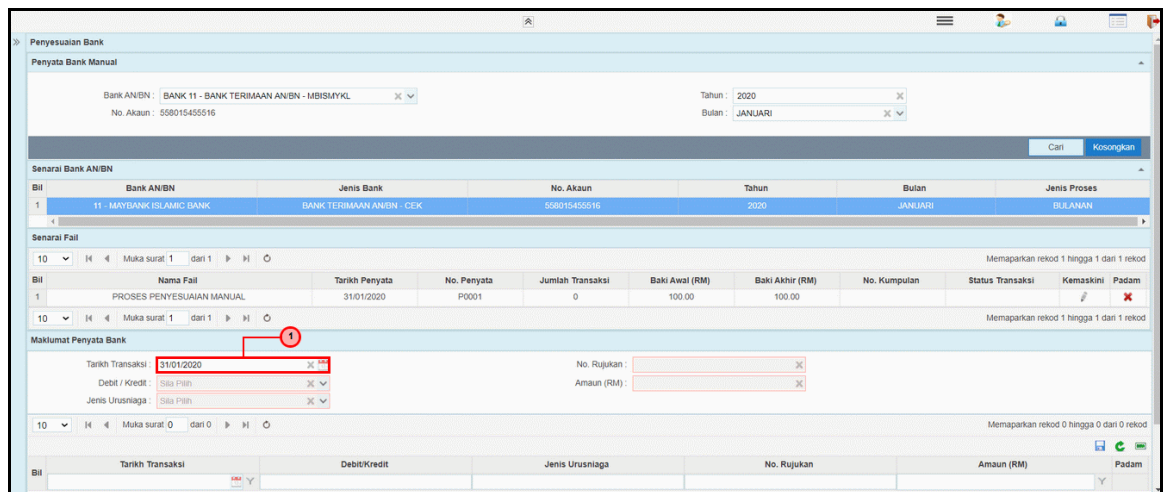 Penyesuaian Bank
Penyata Bank Manual
Bank AN/BN : BANK 11 - BANK TERIMAAN AN/BN - MBISMYKL Tahun : 2020
No. Akaun : 558015455516 Bulan : JANUARI
Cari Kosongkan
Senarai Bank AN/BN
Bil Bank AN/BN Jenis Bank No. Akaun Tahun Bulan Jenis Proses
1 11 - MAYBANK ISLAMIC BANK BANK TERIMAAN AN/BN - CEK 558015455516 2020 JANUARI BULANAN
Senarai Fail
10 Muka surat 1 dari 1 Memaparkan rekod 1 hingga 1 dari 1 rekod
Bil Nama Fail Tarikh Penyata No. Penyata Jumlah Transaksi Baki Awal (RM) Baki Akhir (RM) No. Kumpulan Status Transaksi Kemaskini Padam
1 PROSES PENYESUAIAN MANUAL 31/01/2020 P0001 0 100.00 100.00
10 Muka surat 1 dari 1 Memaparkan rekod 1 hingga 1 dari 1 rekod
Maklumat Penyata Bank
1
Tarikh Transaksi : 31/01/2020 No. Rujukan :
Debit / Kredit : Sila Pilih Amaun (RM) :
Jenis Urusniaga : Sila Pilih
10 Muka surat 0 dari 0 Memaparkan rekod 0 hingga 0 dari 0 rekod
Bil Tarikh Transaksi Debit/Kredit Jenis Urusniaga No. Rujukan Amaun (RM) Padam